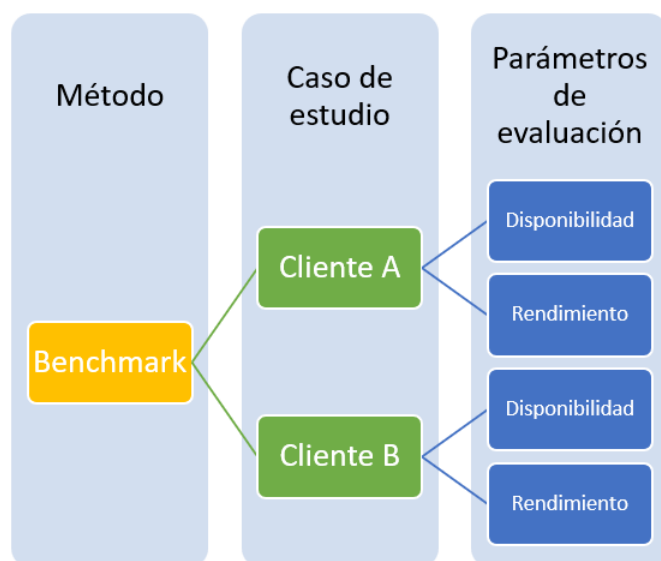 Método
Caso de
estudio
Parámetros
de
evaluación
Benchmark
Cliente A
Disponibilidad
Rendimiento
Cliente B
Disponibilidad
Rendimiento